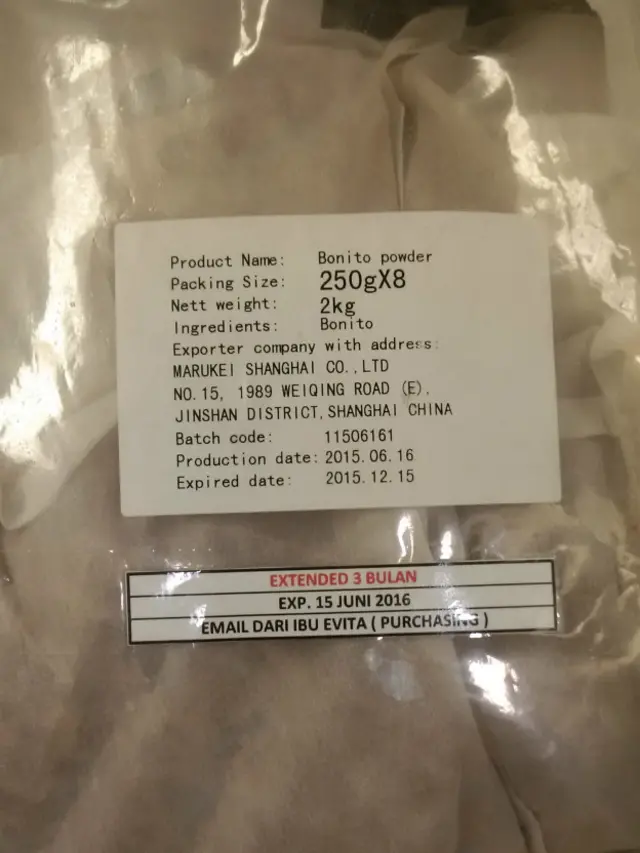 Product Name: Bonito powder
Packing Size: 250gX8
Nett weight: 2kg
Ingredients: Bonito
Exporter company with address:
MARUKEI SHANGHAI CO.,LTD
NO.15, 1989 WEIQING ROAD (E),
JINSHAN DISTRICT,SHANGHAI CHINA
Batch code: 11506161
Production date: 2015.06.16
Expired date: 2015.12.15
EXTENDED 3 BULAN
EXP. 15 JUNI 2016
EMAIL DARI IBU EVITA ( PURCHASING )